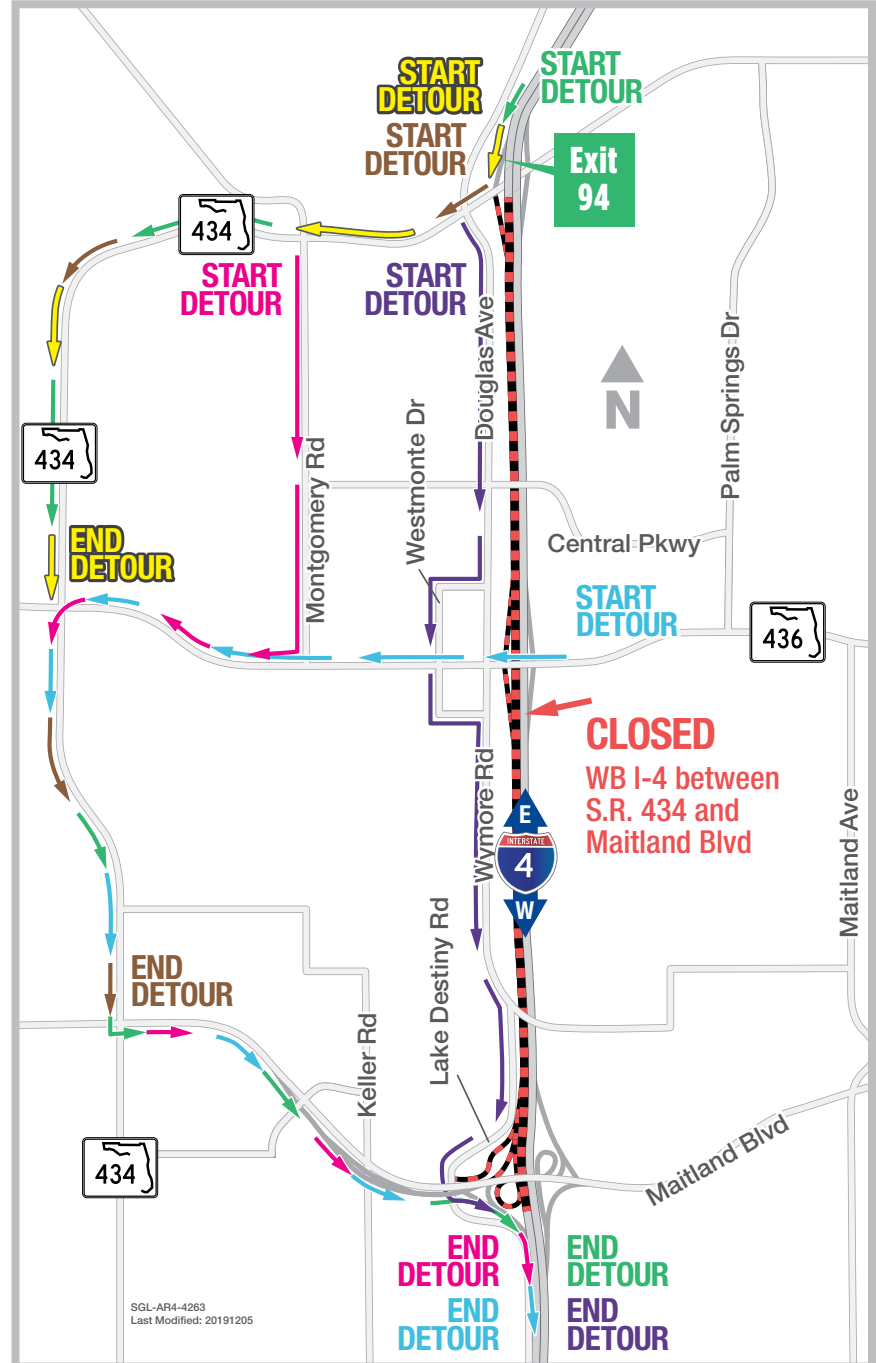 START
DETOUR
START
DETOUR
START
DETOUR
Exit
94
434
START
DETOUR
START
DETOUR
Douglas Ave
Palm Springs Dr
N
Westmonte Dr
434
Montgomery Rd
END
DETOUR
Central Pkwy
START
DETOUR
436
CLOSED
WB I-4 between
S.R. 434 and
Maitland Blvd
Wymore Rd
E
INTERSTATE
4
W
Maitland Ave
Lake Destiny Rd
END
DETOUR
Keller Rd
434
Maitland Blvd
END
DETOUR
END
DETOUR
END
DETOUR
END
DETOUR
SGL-AR4-4263
Last Modified: 20191205